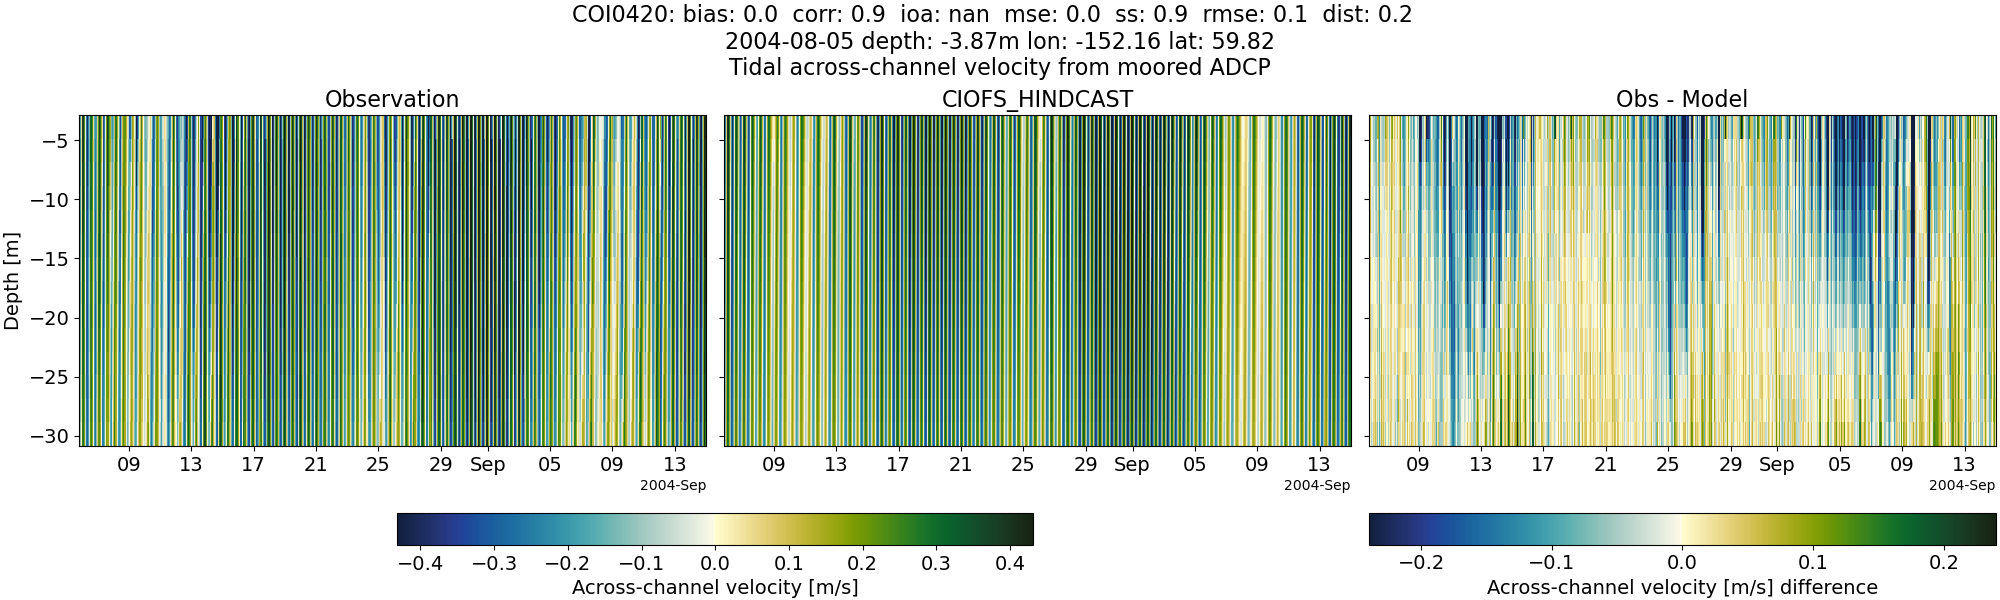 COI0420: bias: 0.0 corr: 0.9 ioa: nan mse: 0.0 ss: 0.9 rmse: 0.1 dist: 0.2
2004-08-05 depth: -3.87m lon: -152.16 lat: 59.82
Tidal across-channel velocity from moored ADCP
Observation CIOFS_HINDCAST Obs - Model
Depth [m]
−5
−10
−15
−20
−25
−30
09 13 17 21 25 29 Sep 05 09 13 09 13 17 21 25 29 Sep 05 09 13 09 13 17 21 25 29 Sep 05 09 13
2004-Sep 2004-Sep 2004-Sep
−0.4 −0.3 −0.2 −0.1 0.0 0.1 0.2 0.3 0.4 −0.2 −0.1 0.0 0.1 0.2
Across-channel velocity [m/s] Across-channel velocity [m/s] difference